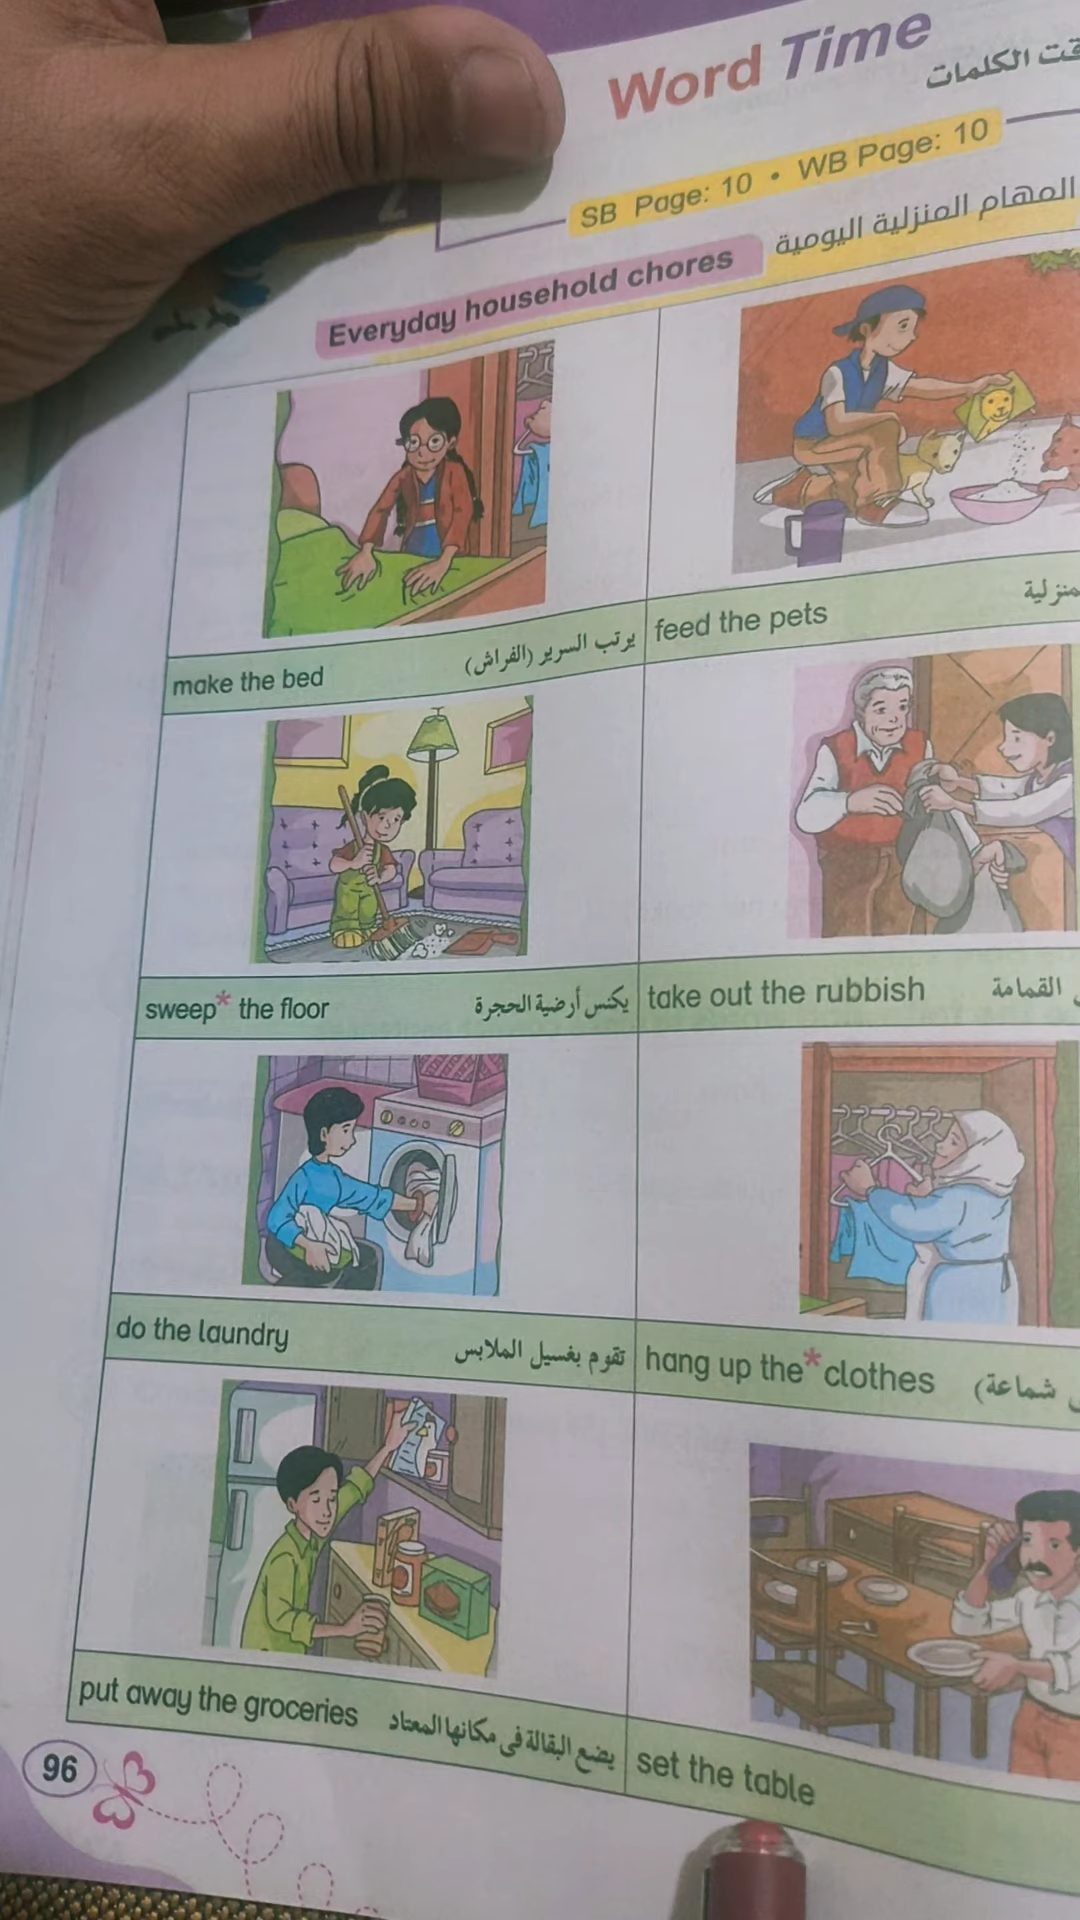 Word Time
الكلمات
SB Page: 10 • WB Page: 10
Everyday household chores
المهام المنزلية اليومية
make the bed
يرتب السرير (الفراش)
feed the pets
sweep* the floor
يكنس أرضية الحجرة
take out the rubbish
القمامة
do the laundry
تقوم بغسيل الملابس
hang up the* clothes
شماعة)
put away the groceries
يضع البقالة فى مكانها المعتاد
set the table
96